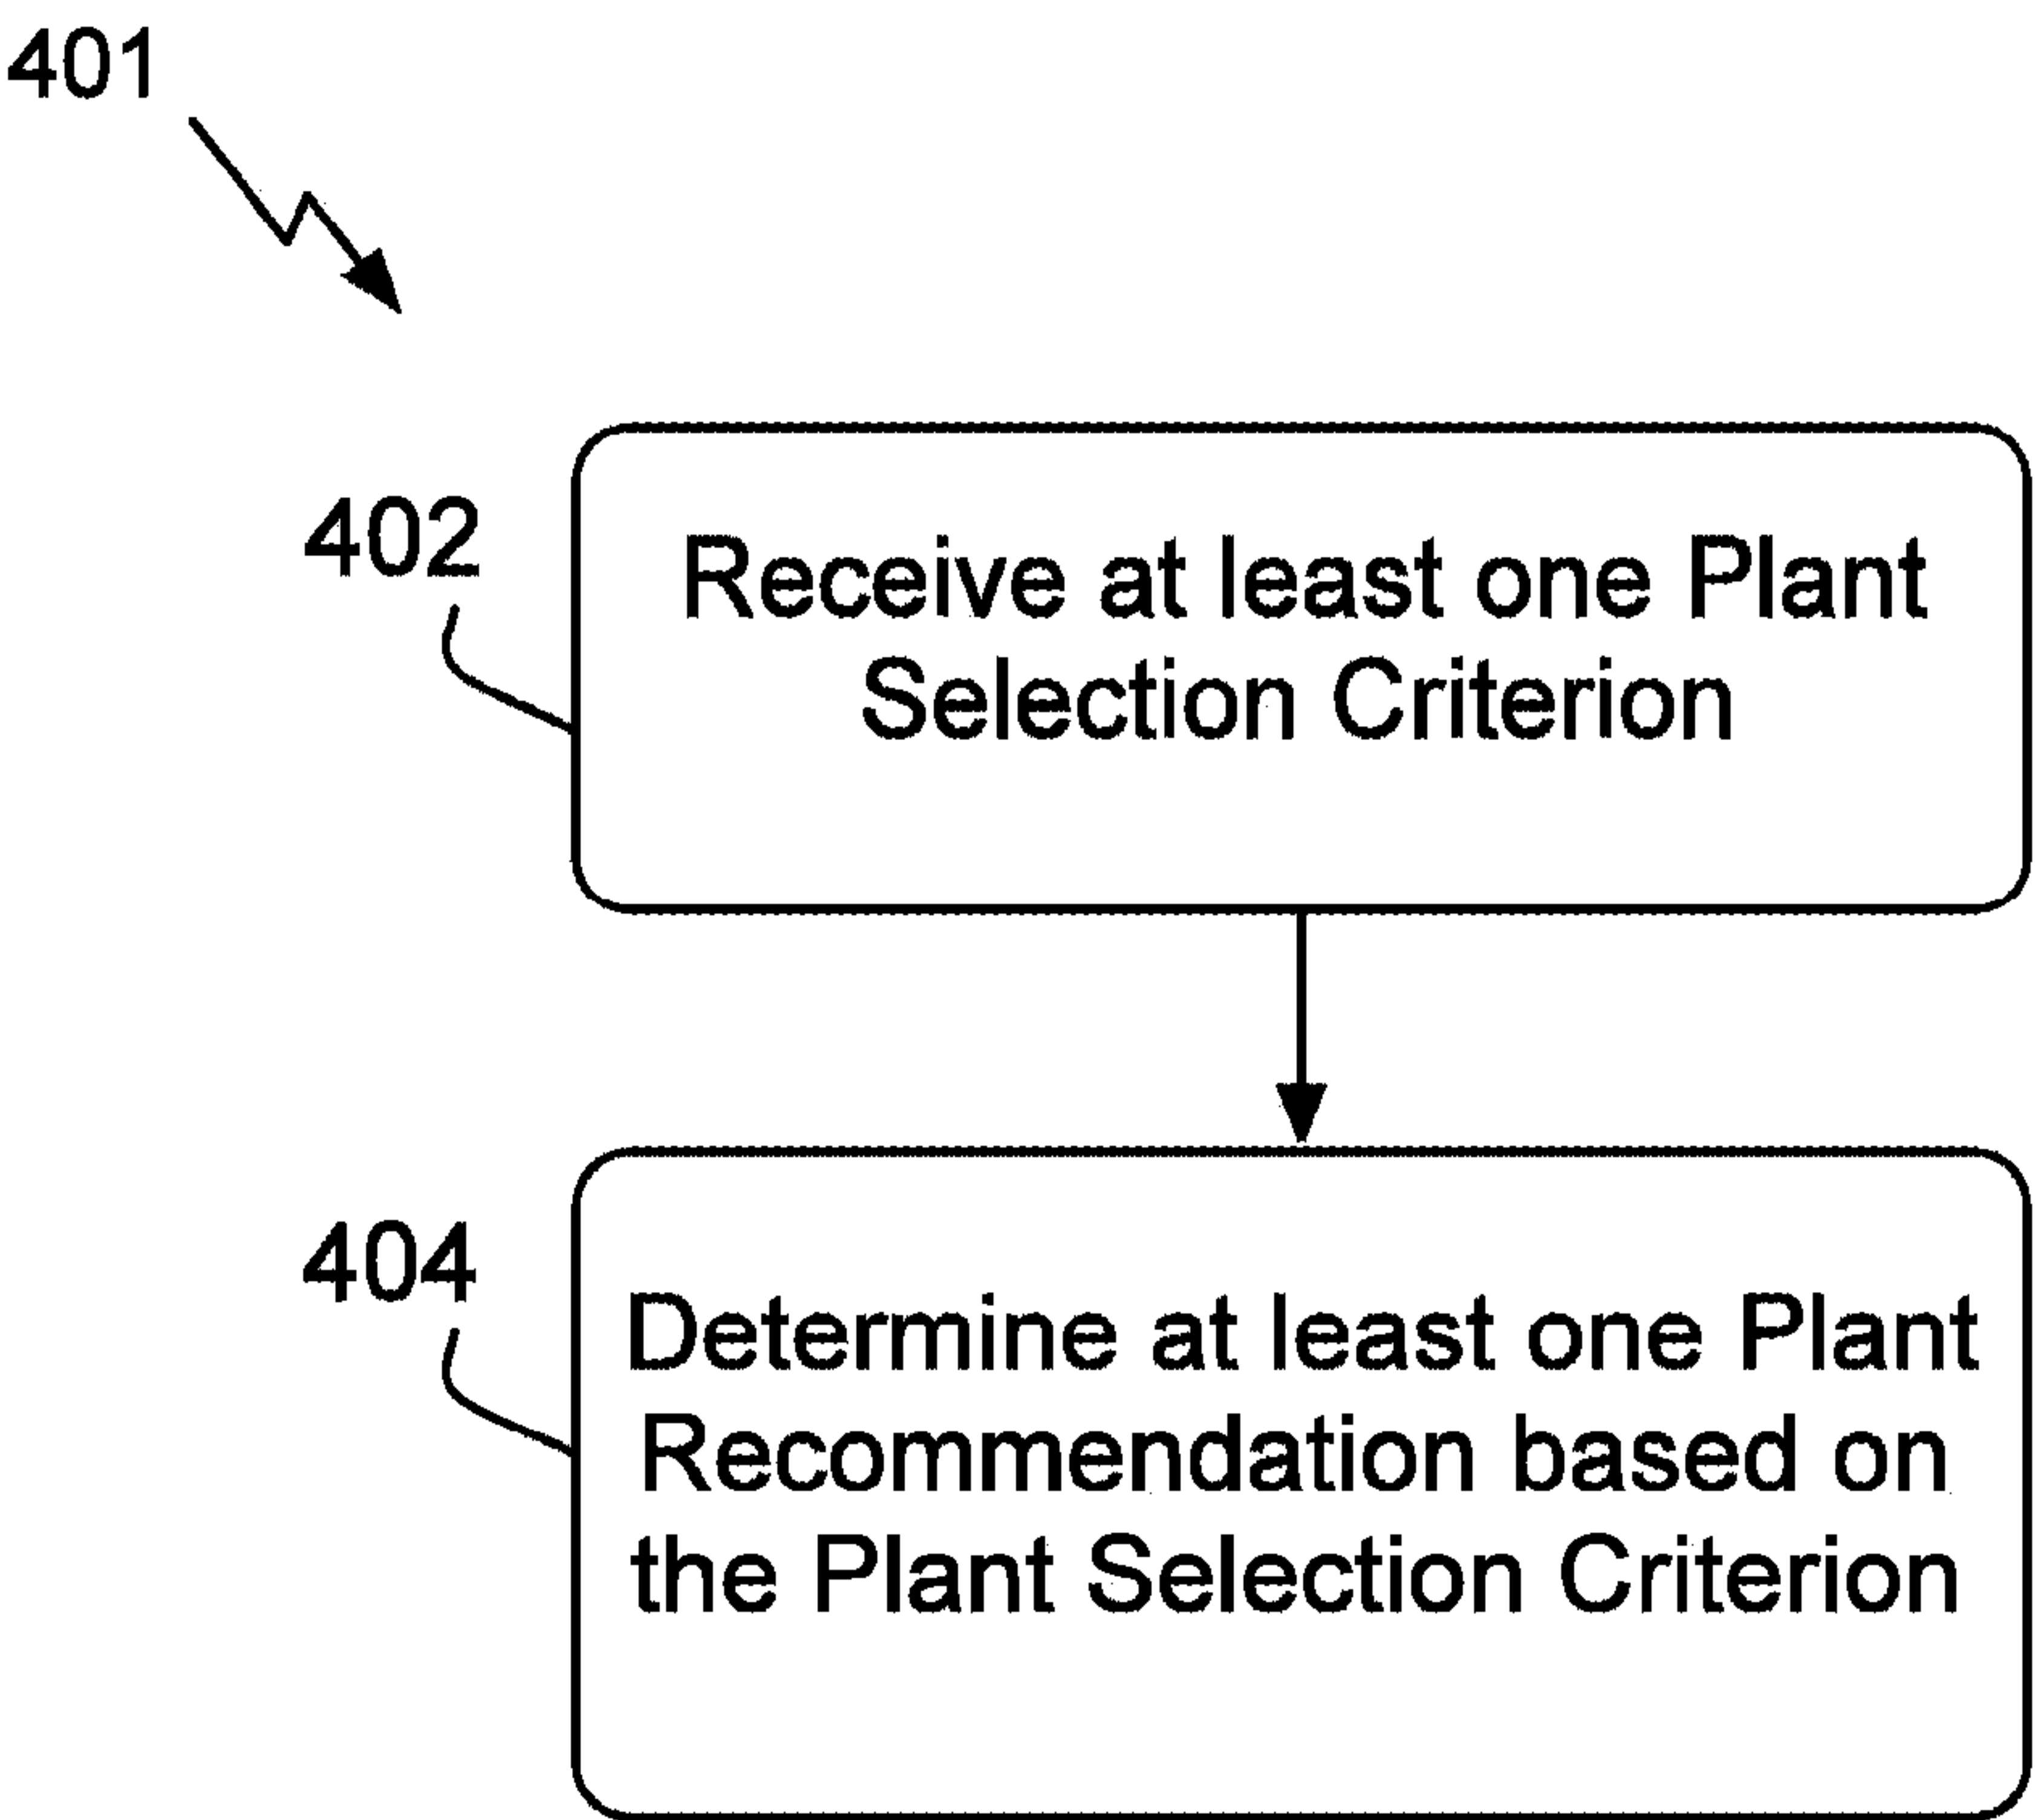 401
402
Receive at least one Plant
Selection Criterion
404
Determine at least one Plant
Recommendation based on
the Plant Selection Criterion